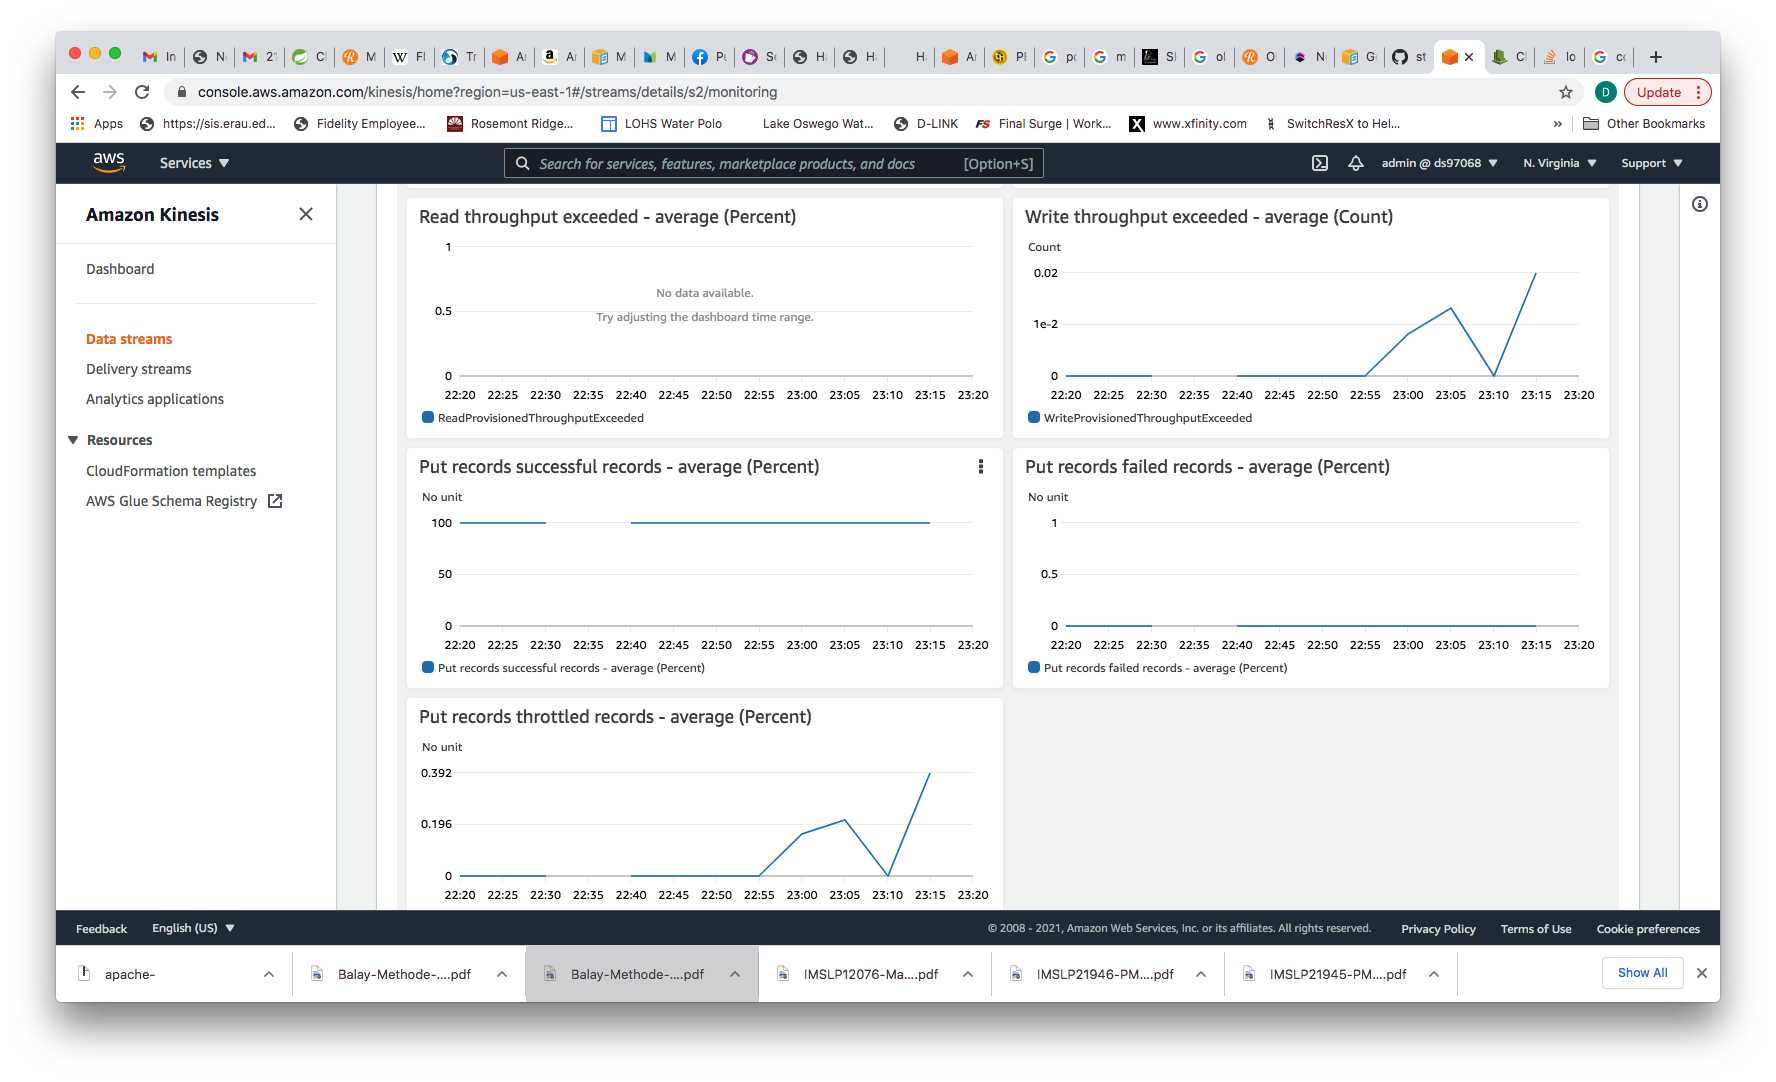 In
N
2
C
M
W Fl
Tr
Ar
a Ar
M
M
Pu
Se
Ha
Ha
Ha
Ar
PE
po
m
SI
ol
O
N
G
st
Cl
lo
co
console.aws.amazon.com/kinesis/home?region=us-east-1#/streams/details/s2/monitoring
D
Update
Apps
https://sis.erau.ed...
Fidelity Employee...
Rosemont Ridge...
LOHS Water Polo
Lake Oswego Wat...
D-LINK
FS Final Surge | Work...
X www.xfinity.com
SwitchResX to Hel...
»
Other Bookmarks
aws
Services
Search for services, features, marketplace products, and docs
[Option+S]
admin @ ds97068
N. Virginia
Support
Amazon Kinesis
Dashboard
Data streams
Delivery streams
Analytics applications
Resources
CloudFormation templates
AWS Glue Schema Registry
Read throughput exceeded - average (Percent)
1
No data available.
0.5
Try adjusting the dashboard time range.
0
22:20 22:25 22:30 22:35 22:40 22:45 22:50 22:55 23:00 23:05 23:10 23:15 23:20
ReadProvisionedThroughputExceeded
Write throughput exceeded - average (Count)
Count
0.02
1e-2
0
22:20 22:25 22:30 22:35 22:40 22:45 22:50 22:55 23:00 23:05 23:10 23:15 23:20
WriteProvisionedThroughputExceeded
Put records successful records - average (Percent)
No unit
100
50
0
22:20 22:25 22:30 22:35 22:40 22:45 22:50 22:55 23:00 23:05 23:10 23:15 23:20
Put records successful records - average (Percent)
Put records failed records - average (Percent)
No unit
1
0.5
0
22:20 22:25 22:30 22:35 22:40 22:45 22:50 22:55 23:00 23:05 23:10 23:15 23:20
Put records failed records - average (Percent)
Put records throttled records - average (Percent)
No unit
0.392
0.196
0
22:20 22:25 22:30 22:35 22:40 22:45 22:50 22:55 23:00 23:05 23:10 23:15 23:20
Feedback
English (US)
© 2008 - 2021, Amazon Web Services, Inc. or its affiliates. All rights reserved.
Privacy Policy
Terms of Use
Cookie preferences
apache-
Balay-Methode-....pdf
Balay-Methode-....pdf
IMSLP12076-Ma....pdf
IMSLP21946-PM....pdf
IMSLP21945-PM....pdf
Show All